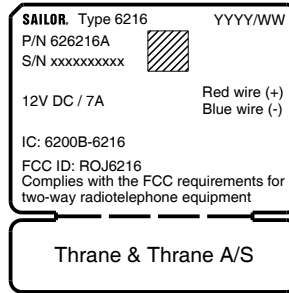 SAILOR. Type 6216 YYYY/WW
P/N 626216A
S/N xxxxxxxxxx
12V DC / 7A Red wire (+)
Blue wire (-)
IC: 6200B-6216
FCC ID: ROJ6216
Complies with the FCC requirements for
two-way radiotelephone equipment
Thrane & Thrane A/S